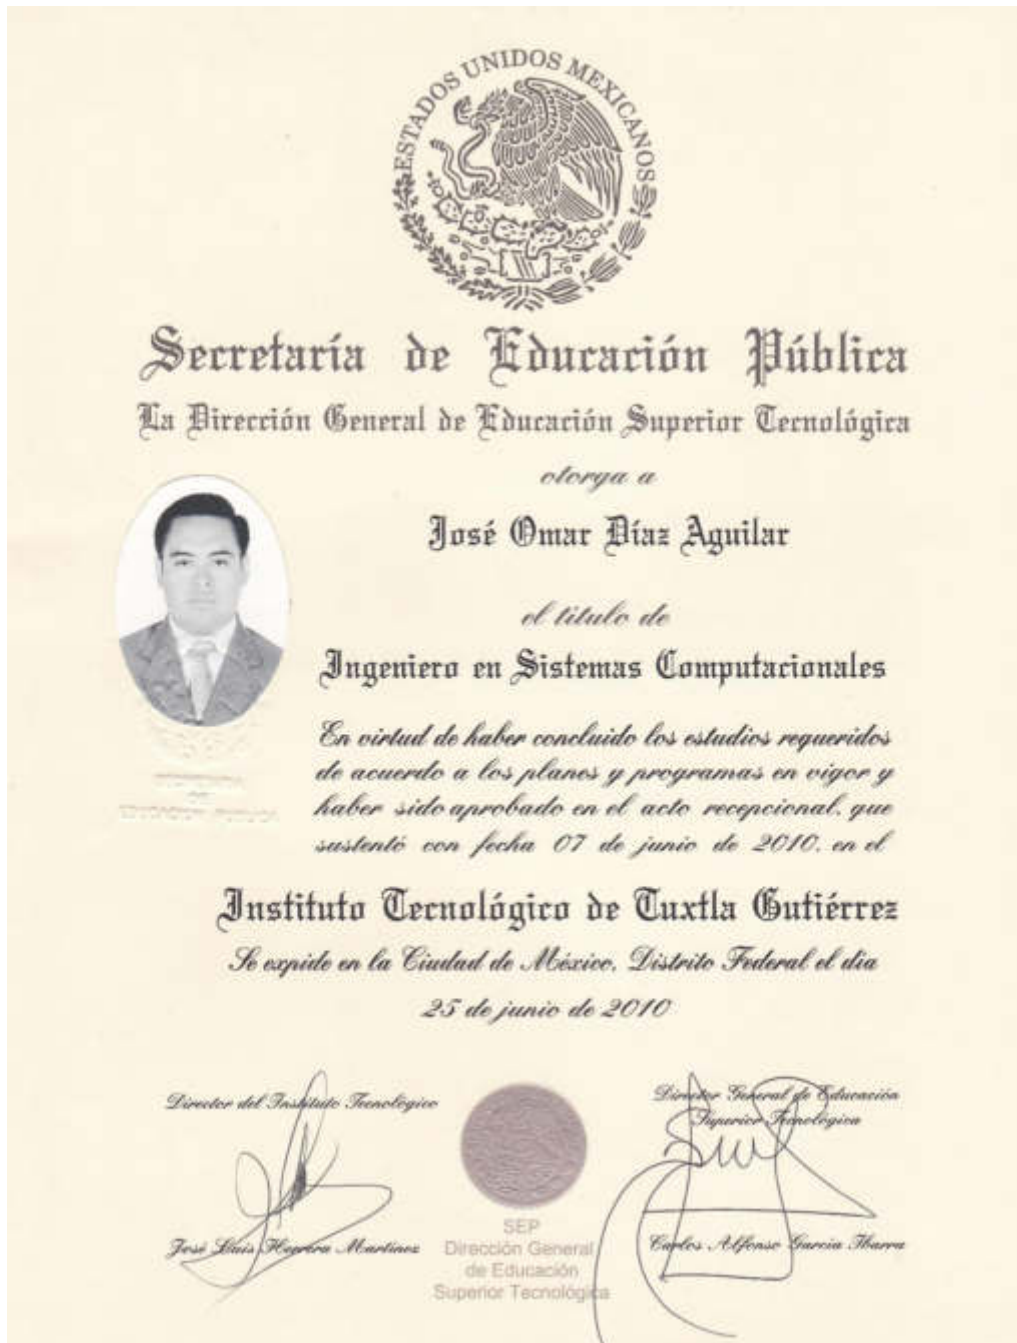 ESTADOS UNIDOS MEXICANOS
Secretaría de Educación Pública
La Dirección General de Educación Superior Tecnológica
otorga a
José Omar Díaz Aguilar
el título de
Ingeniero en Sistemas Computacionales
En virtud de haber concluido los estudios requeridos
de acuerdo a los planes y programas en vigor y
haber sido aprobado en el acto recepcional, que
sustentó con fecha 07 de junio de 2010, en el
Instituto Tecnológico de Tuxtla Gutiérrez
Se expide en la Ciudad de México, Distrito Federal el día
25 de junio de 2010
Director del Instituto Tecnológico
José Luis Herrera Martínez
SEP
Dirección General
de Educación
Superior Tecnológica
Director General de Educación
Superior Tecnológica
Carlos Alfonso García Ibarra